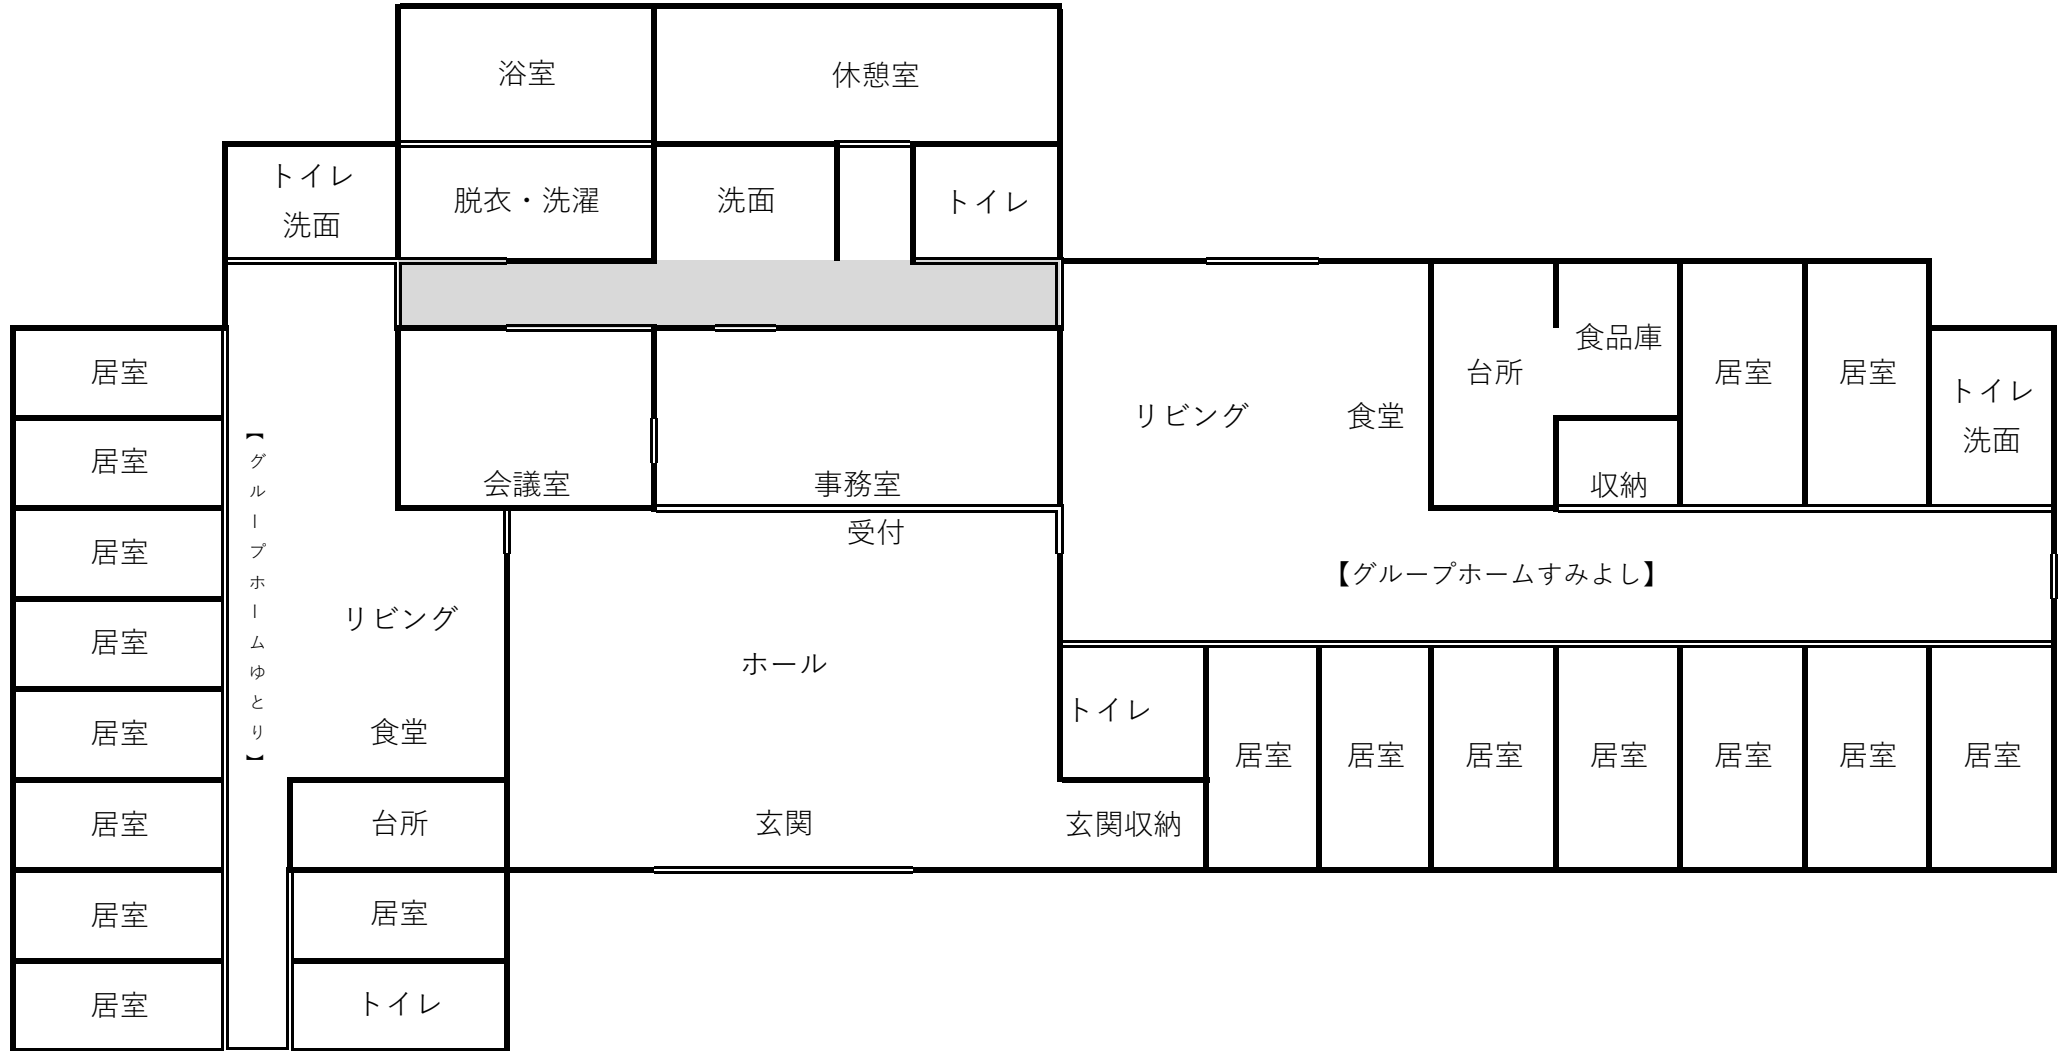 浴室
休憩室
トイレ
洗面
脱衣・洗濯
洗面
トイレ
居室
居室
居室
居室
居室
居室
居室
居室
【グループホームゆとり】
会議室
事務室
受付
リビング
食堂
台所
居室
トイレ
ホール
玄関
玄関収納
リビング
食堂
台所
食品庫
収納
居室
居室
トイレ
洗面
【グループホームすみよし】
トイレ
居室
居室
居室
居室
居室
居室
居室